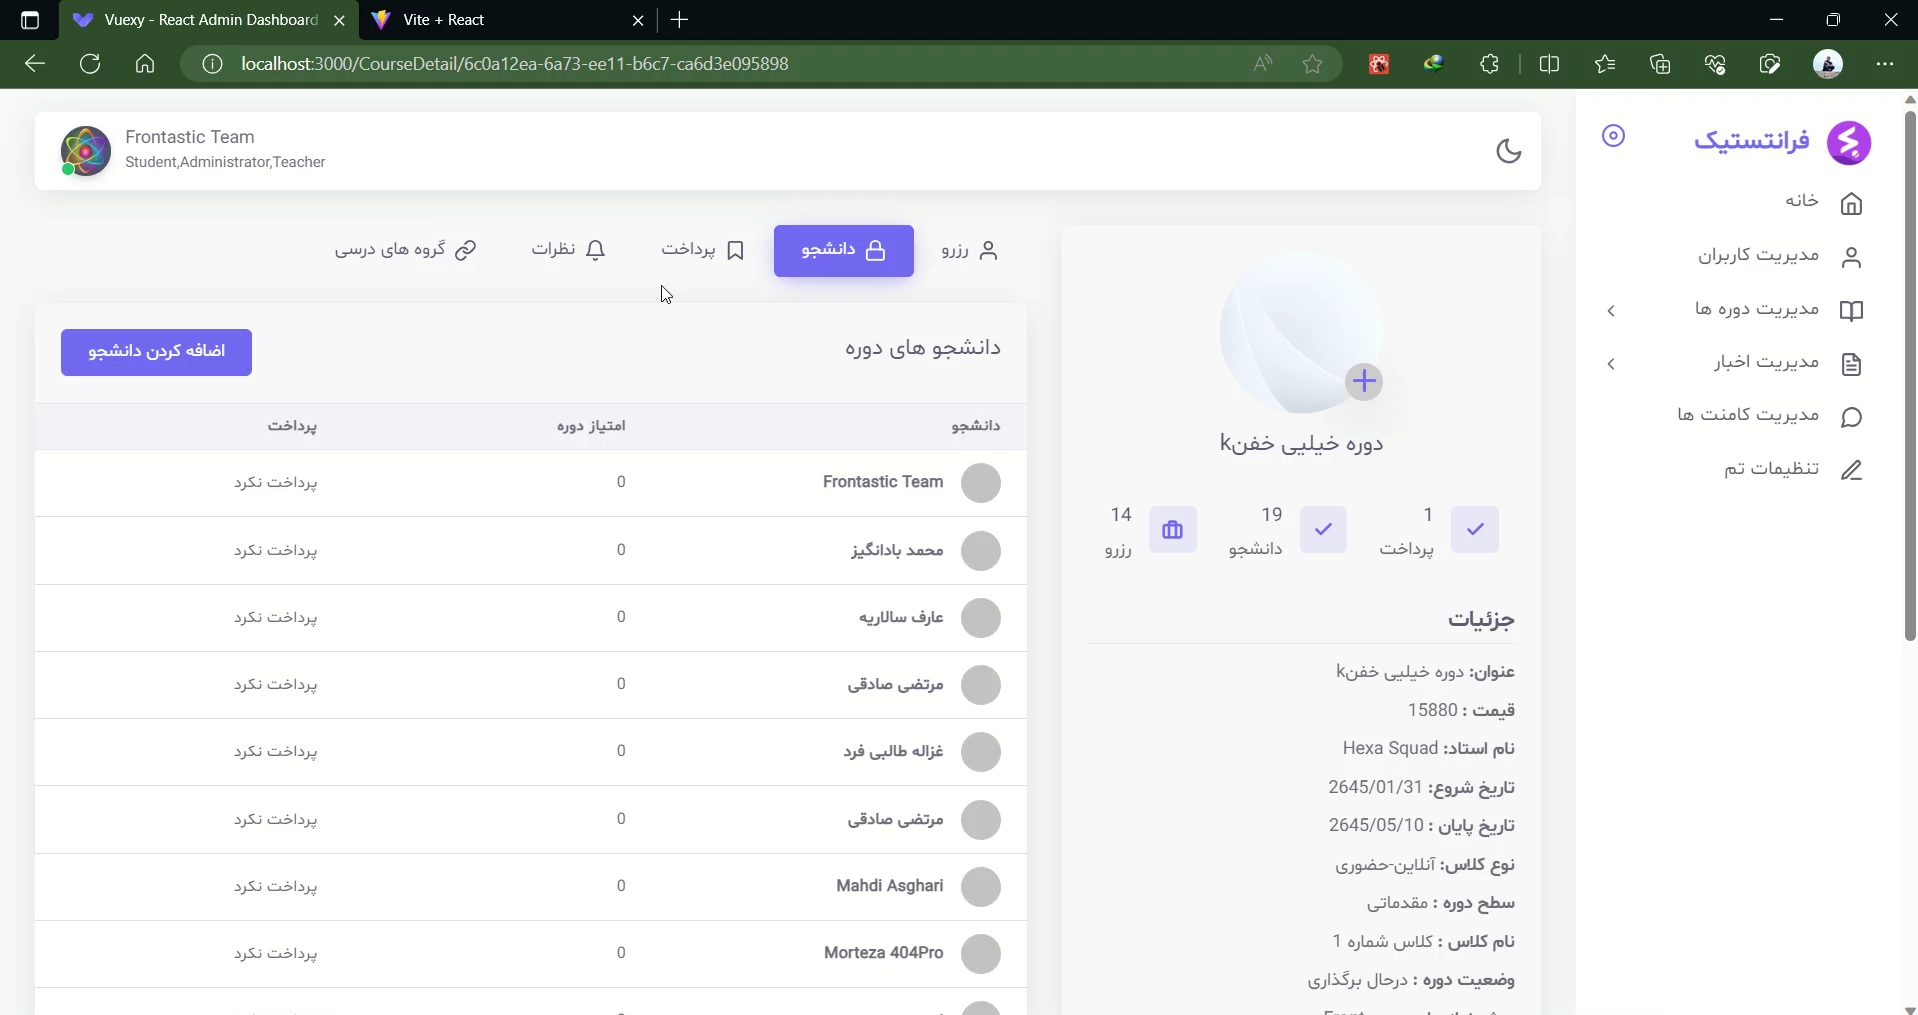 Vuexy - React Admin Dashboard
Vite + React
localhost:3000/CourseDetail/6c0a12ea-6a73-ee11-b6c7-ca6d3e095898
فرانتستیک
خانه
مدیریت کاربران
مدیریت دوره ها
مدیریت اخبار
مدیریت کامنت ها
تنظیمات تم
Frontastic Team
Student,Administrator,Teacher
دوره خیلیی خفنk
1 پرداخت
19 دانشجو
14 رزرو
جزئیات
عنوان: دوره خیلیی خفنk
قیمت : 15880
نام استاد: Hexa Squad
تاریخ شروع: 2645/01/31
تاریخ پایان : 2645/05/10
نوع کلاس: آنلاین-حضوری
سطح دوره : مقدماتی
نام کلاس : کلاس شماره 1
وضعیت دوره : درحال برگذاری
رزرو
دانشجو
پرداخت
نظرات
گروه های درسی
دانشجو های دوره
اضافه کردن دانشجو
دانشجو امتیاز دوره پرداخت
Frontastic Team 0 پرداخت نکرد
محمد بادانگیز 0 پرداخت نکرد
عارف سالاریه 0 پرداخت نکرد
مرتضی صادقی 0 پرداخت نکرد
غزاله طالبی فرد 0 پرداخت نکرد
مرتضی صادقی 0 پرداخت نکرد
Mahdi Asghari 0 پرداخت نکرد
Morteza 404Pro 0 پرداخت نکرد